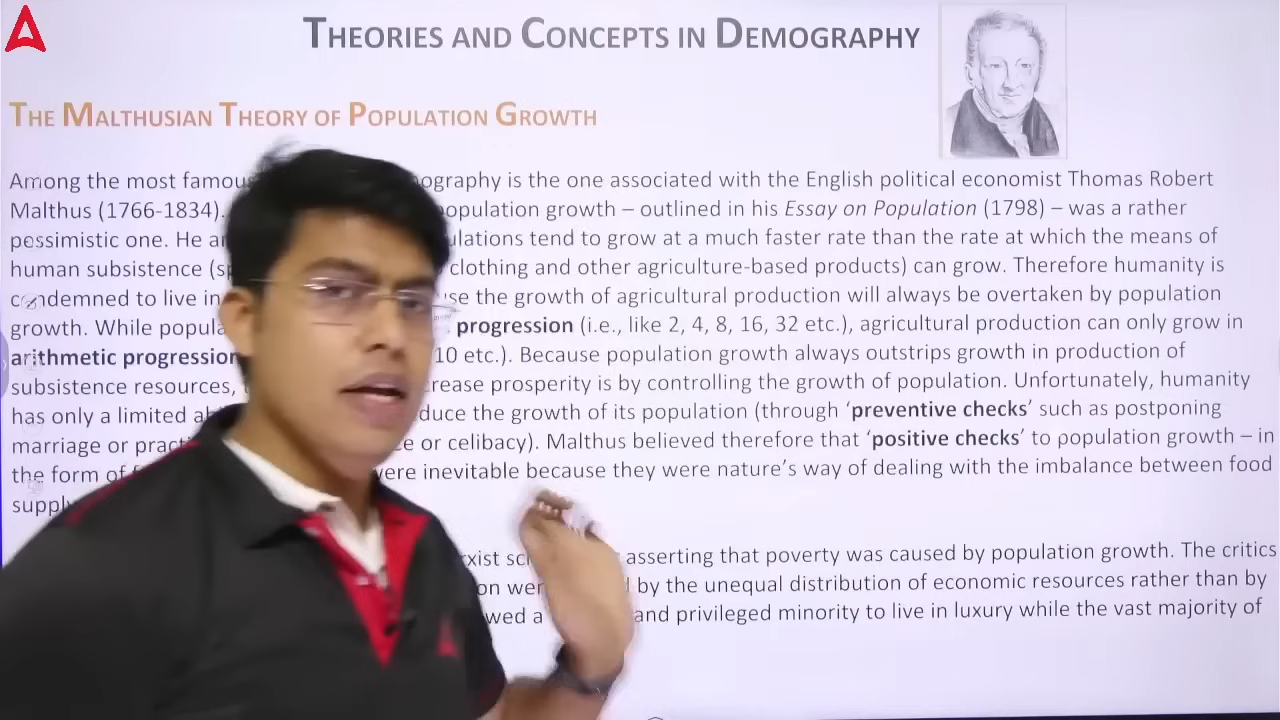 THEORIES AND CONCEPTS IN DEMOGRAPHY
THE MALTHUSIAN THEORY OF POPULATION GROWTH
Among the most famous ography is the one associated with the English political economist Thomas Robert
Malthus (1766-1834). opulation growth – outlined in his Essay on Population (1798) – was a rather
pessimistic one. He ar ulations tend to grow at a much faster rate than the rate at which the means of
human subsistence (sp clothing and other agriculture-based products) can grow. Therefore humanity is
condemned to live in se the growth of agricultural production will always be overtaken by population
growth. While popula progression (i.e., like 2, 4, 8, 16, 32 etc.), agricultural production can only grow in
arithmetic progression 10 etc.). Because population growth always outstrips growth in production of
subsistence resources, crease prosperity is by controlling the growth of population. Unfortunately, humanity
has only a limited ab duce the growth of its population (through ‘preventive checks’ such as postponing
marriage or practi ce or celibacy). Malthus believed therefore that ‘positive checks’ to population growth – in
the form of f were inevitable because they were nature’s way of dealing with the imbalance between food
supply
rxist sc asserting that poverty was caused by population growth. The critics
on wer by the unequal distribution of economic resources rather than by
wed a and privileged minority to live in luxury while the vast majority of